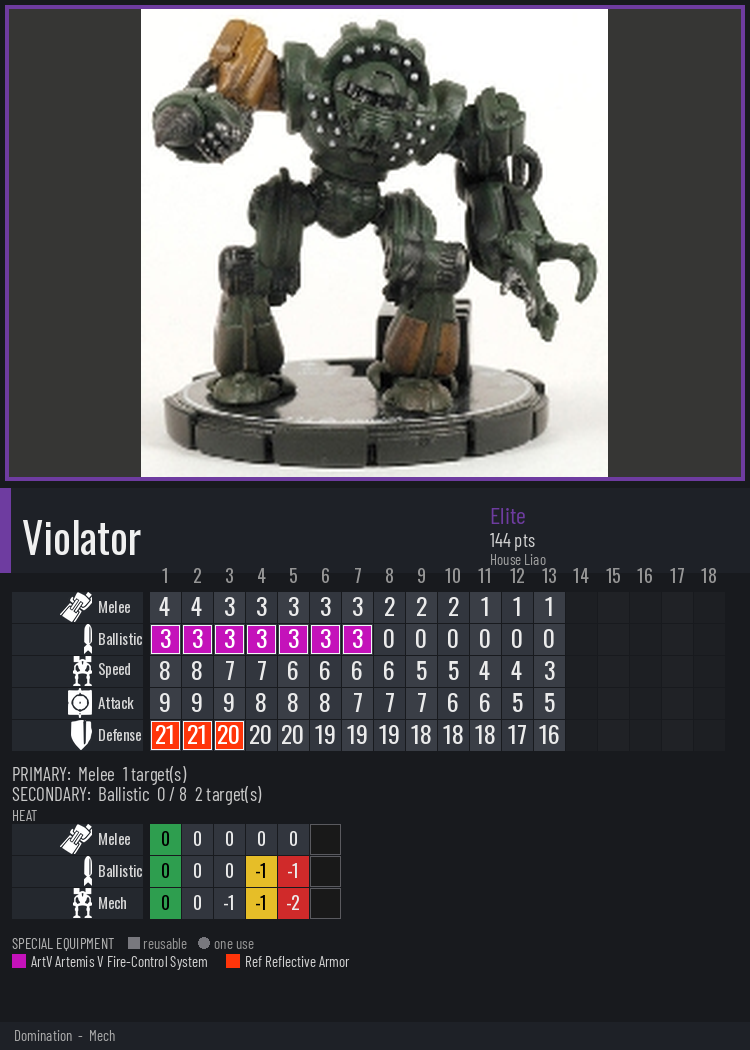 Violator
Elite
144 pts
House Liao
1 2 3 4 5 6 7 8 9 10 11 12 13 14 15 16 17 18
Melee 4 4 3 3 3 3 3 2 2 2 1 1 1
Ballistic 3 3 3 3 3 3 3 0 0 0 0 0 0
Speed 8 8 7 7 6 6 6 6 5 5 4 4 3
Attack 9 9 9 8 8 8 7 7 7 6 6 5 5
Defense 21 21 20 20 20 19 19 19 18 18 18 17 16
PRIMARY: Melee 1 target(s)
SECONDARY: Ballistic 0 / 8 2 target(s)
HEAT
Melee 0 0 0 0 0
Ballistic 0 0 0 -1 -1
Mech 0 0 -1 -1 -2
SPECIAL EQUIPMENT reusable one use
ArtV Artemis V Fire-Control System Ref Reflective Armor
Domination - Mech